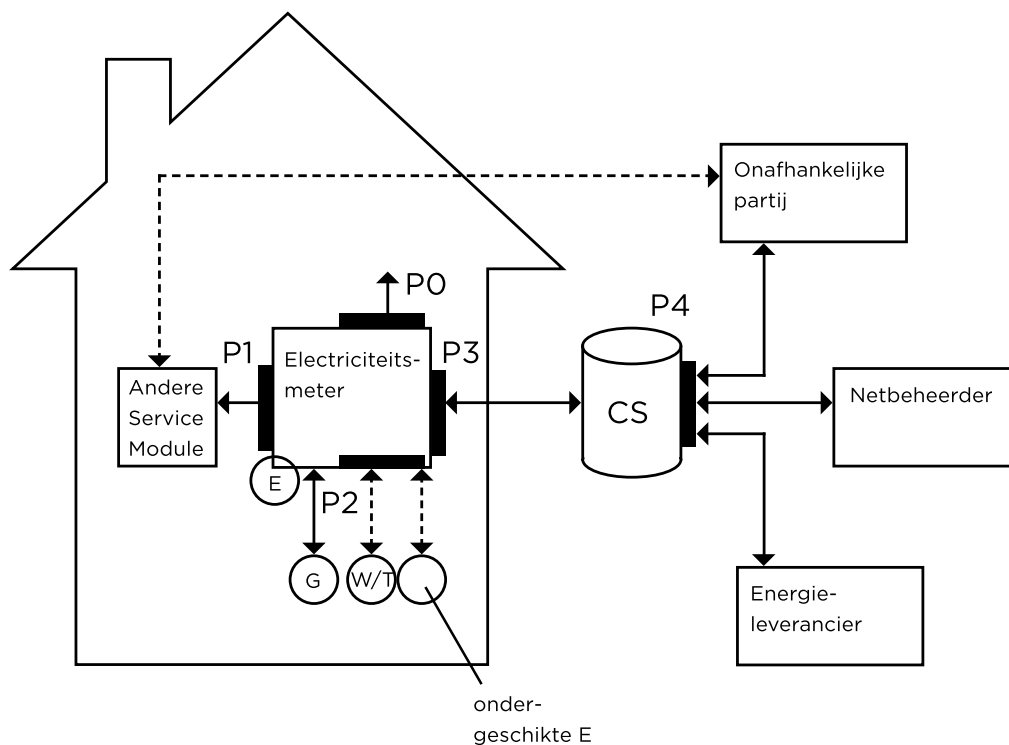 Onafhankelijke
partij
P0
P4
P1
Electriciteits-
meter
P3
Andere
Service
Module
CS
Netbeheerder
E
P2
G
W/T
Energie-
leverancier
onder-
geschikte E